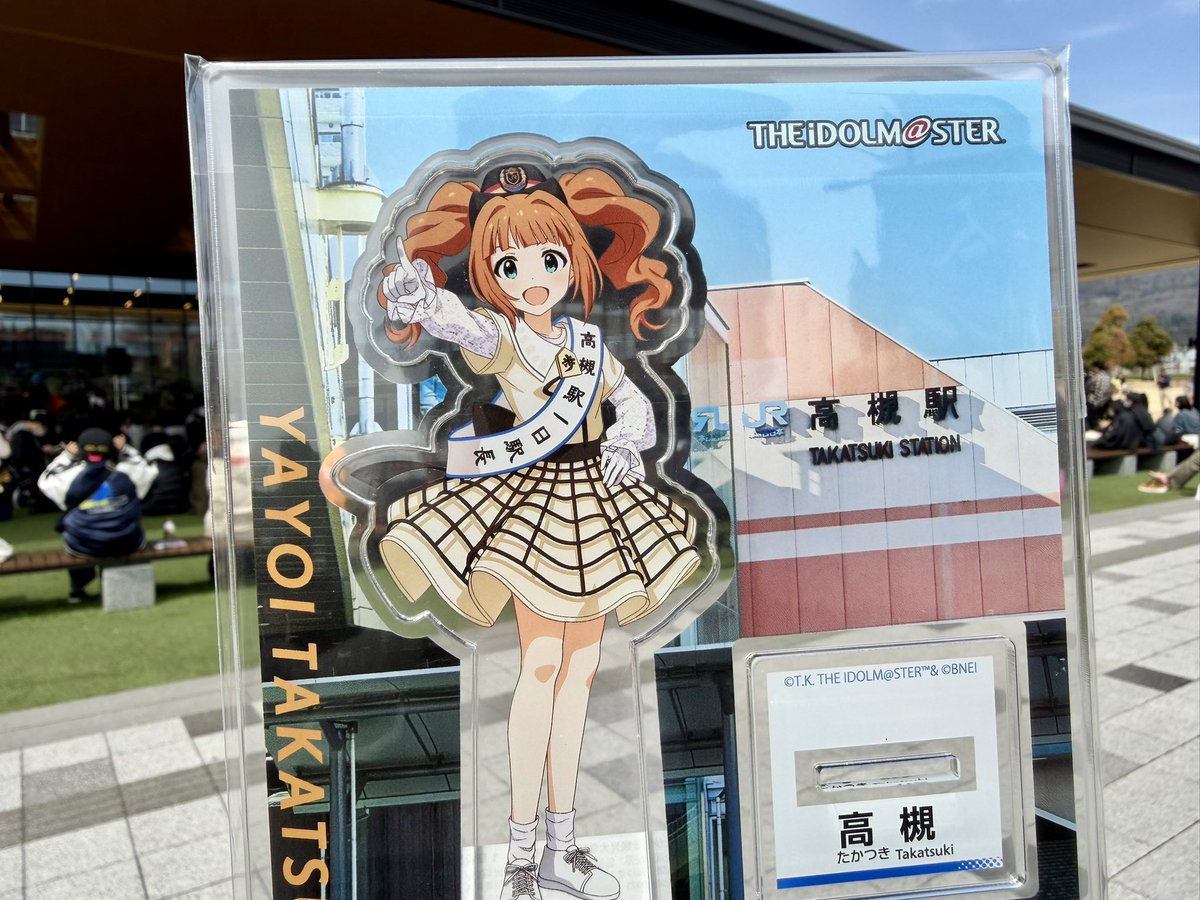 THE iDOLM@STER
高槻駅一日駅長
JR 高槻駅
TAKATSUKI STATION
YAYOI TAKATS
©T.K. THE IDOLM@STER™& ©BNEI
高槻
たかつき Takatsuki